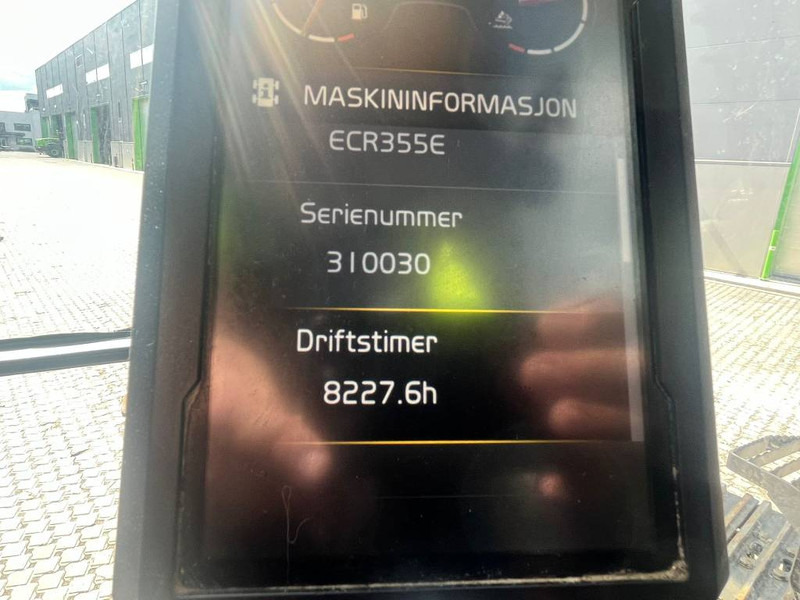 MASKININFORMASJON
ECR355E
Serienummer
310030
Driftstimer
8227.6h